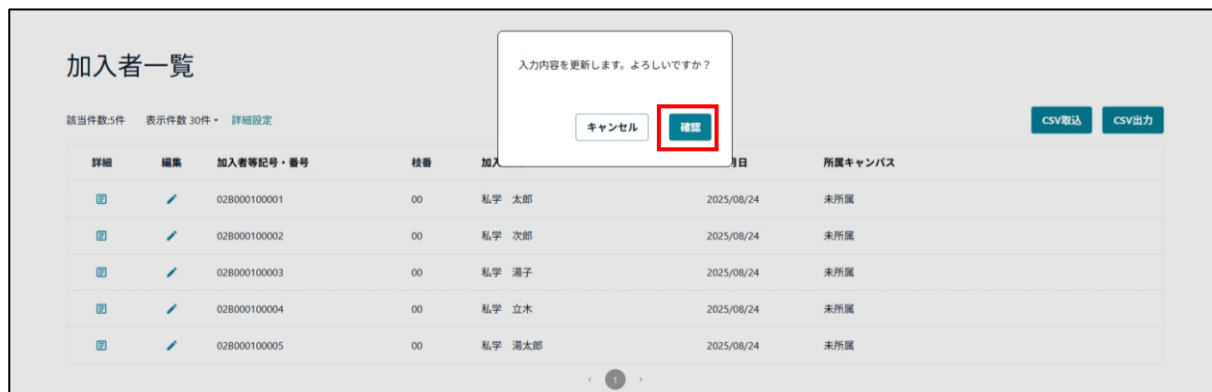 加入者一覧
入力内容を更新します。よろしいですか？
キャンセル 確認
該当件数:5件 表示件数 30件 詳細設定 CSV取込 CSV出力
詳細 編集 加入者等記号・番号 枝番 加入 月日 所属キャンパス
02B000100001 00 私学 太郎 2025/08/24 未所属
02B000100002 00 私学 次郎 2025/08/24 未所属
02B000100003 00 私学 湯子 2025/08/24 未所属
02B000100004 00 私学 立木 2025/08/24 未所属
02B000100005 00 私学 湯太郎 2025/08/24 未所属
‹ 1 ›